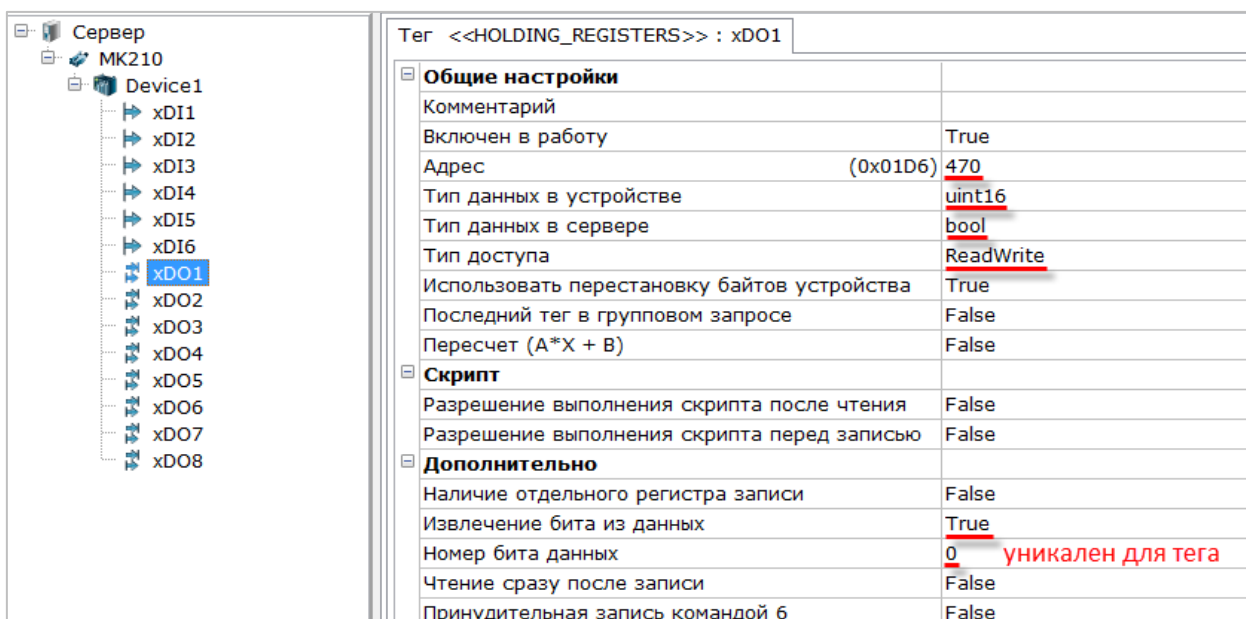 Сервер
MK210
Device1
xDI1
xDI2
xDI3
xDI4
xDI5
xDI6
xDO1
xDO2
xDO3
xDO4
xDO5
xDO6
xDO7
xDO8
Тег <<HOLDING_REGISTERS>> : xDO1
Общие настройки
Комментарий
Включен в работу True
Адрес (0x01D6) 470
Тип данных в устройстве uint16
Тип данных в сервере bool
Тип доступа ReadWrite
Использовать перестановку байтов устройства True
Последний тег в групповом запросе False
Пересчет (A*X + B) False
Скрипт
Разрешение выполнения скрипта после чтения False
Разрешение выполнения скрипта перед записью False
Дополнительно
Наличие отдельного регистра записи False
Извлечение бита из данных True
Номер бита данных 0 уникален для тега
Чтение сразу после записи False
Принудительная запись командой 6 False